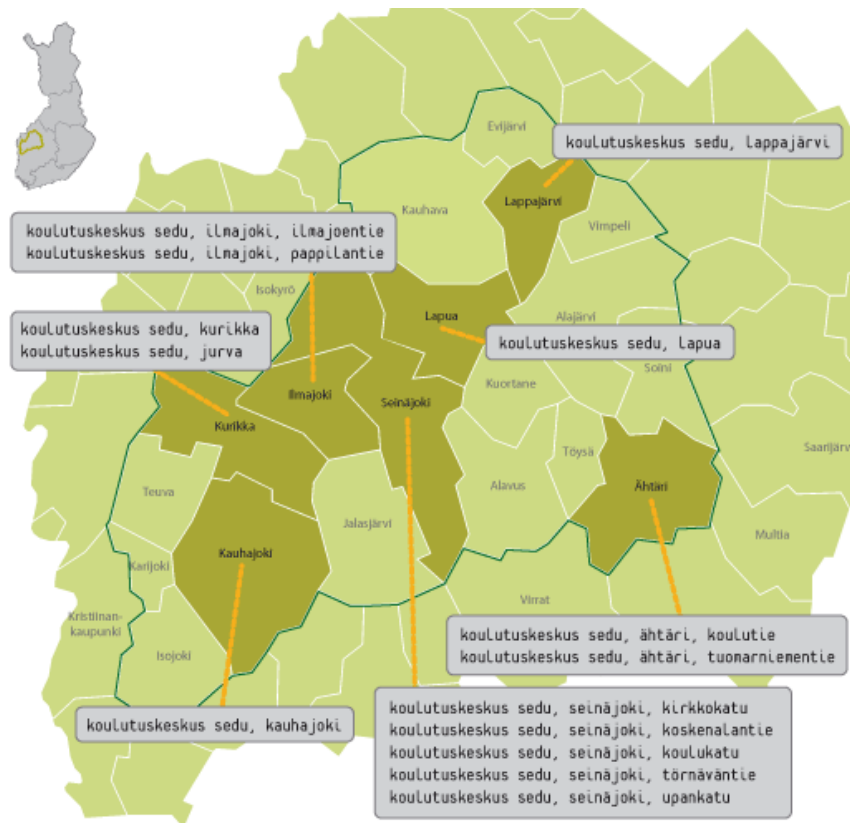 Evijärvi
koulutuskeskus sedu, lappajärvi
Kauhava
Lappajärvi
Vimpeli
koulutuskeskus sedu, ilmajoki, ilmajoentie
koulutuskeskus sedu, ilmajoki, pappilantie
Isokyrö
Lapua
Alajärvi
koulutuskeskus sedu, kurikka
koulutuskeskus sedu, jurva
koulutuskeskus sedu, lapua
Soini
Kuortane
Ilmajoki
Seinäjoki
Kurikka
Saarijärvi
Töysä
Teuva
Alavus
Ähtäri
Jalasjärvi
Multia
Kauhajoki
Karijoki
Virrat
Kristiinan-
kaupunki
Isojoki
koulutuskeskus sedu, ähtäri, koulutie
koulutuskeskus sedu, ähtäri, tuomarniementie
koulutuskeskus sedu, kauhajoki
koulutuskeskus sedu, seinäjoki, kirkkokatu
koulutuskeskus sedu, seinäjoki, koskenalantie
koulutuskeskus sedu, seinäjoki, koulukatu
koulutuskeskus sedu, seinäjoki, törnäväntie
koulutuskeskus sedu, seinäjoki, upankatu